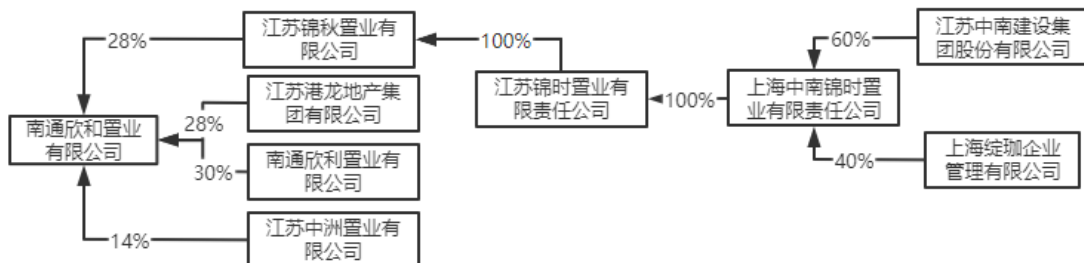 江苏锦秋置业有
限公司
28%
100%
江苏中南建设集
团股份有限公司
60%
江苏港龙地产集
团有限公司
28%
江苏锦时置业有
限责任公司
100%
上海中南锦时置
业有限责任公司
南通欣和置业
有限公司
南通欣利置业有
限公司
30%
上海绽珈企业
管理有限公司
40%
江苏中洲置业有
限公司
14%